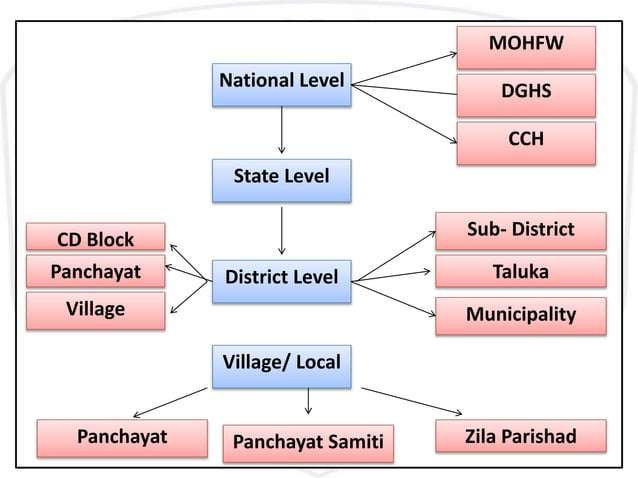 MOHFW
National Level
DGHS
CCH
State Level
CD Block
Panchayat
Village
District Level
Sub- District
Taluka
Municipality
Village/ Local
Panchayat
Panchayat Samiti
Zila Parishad